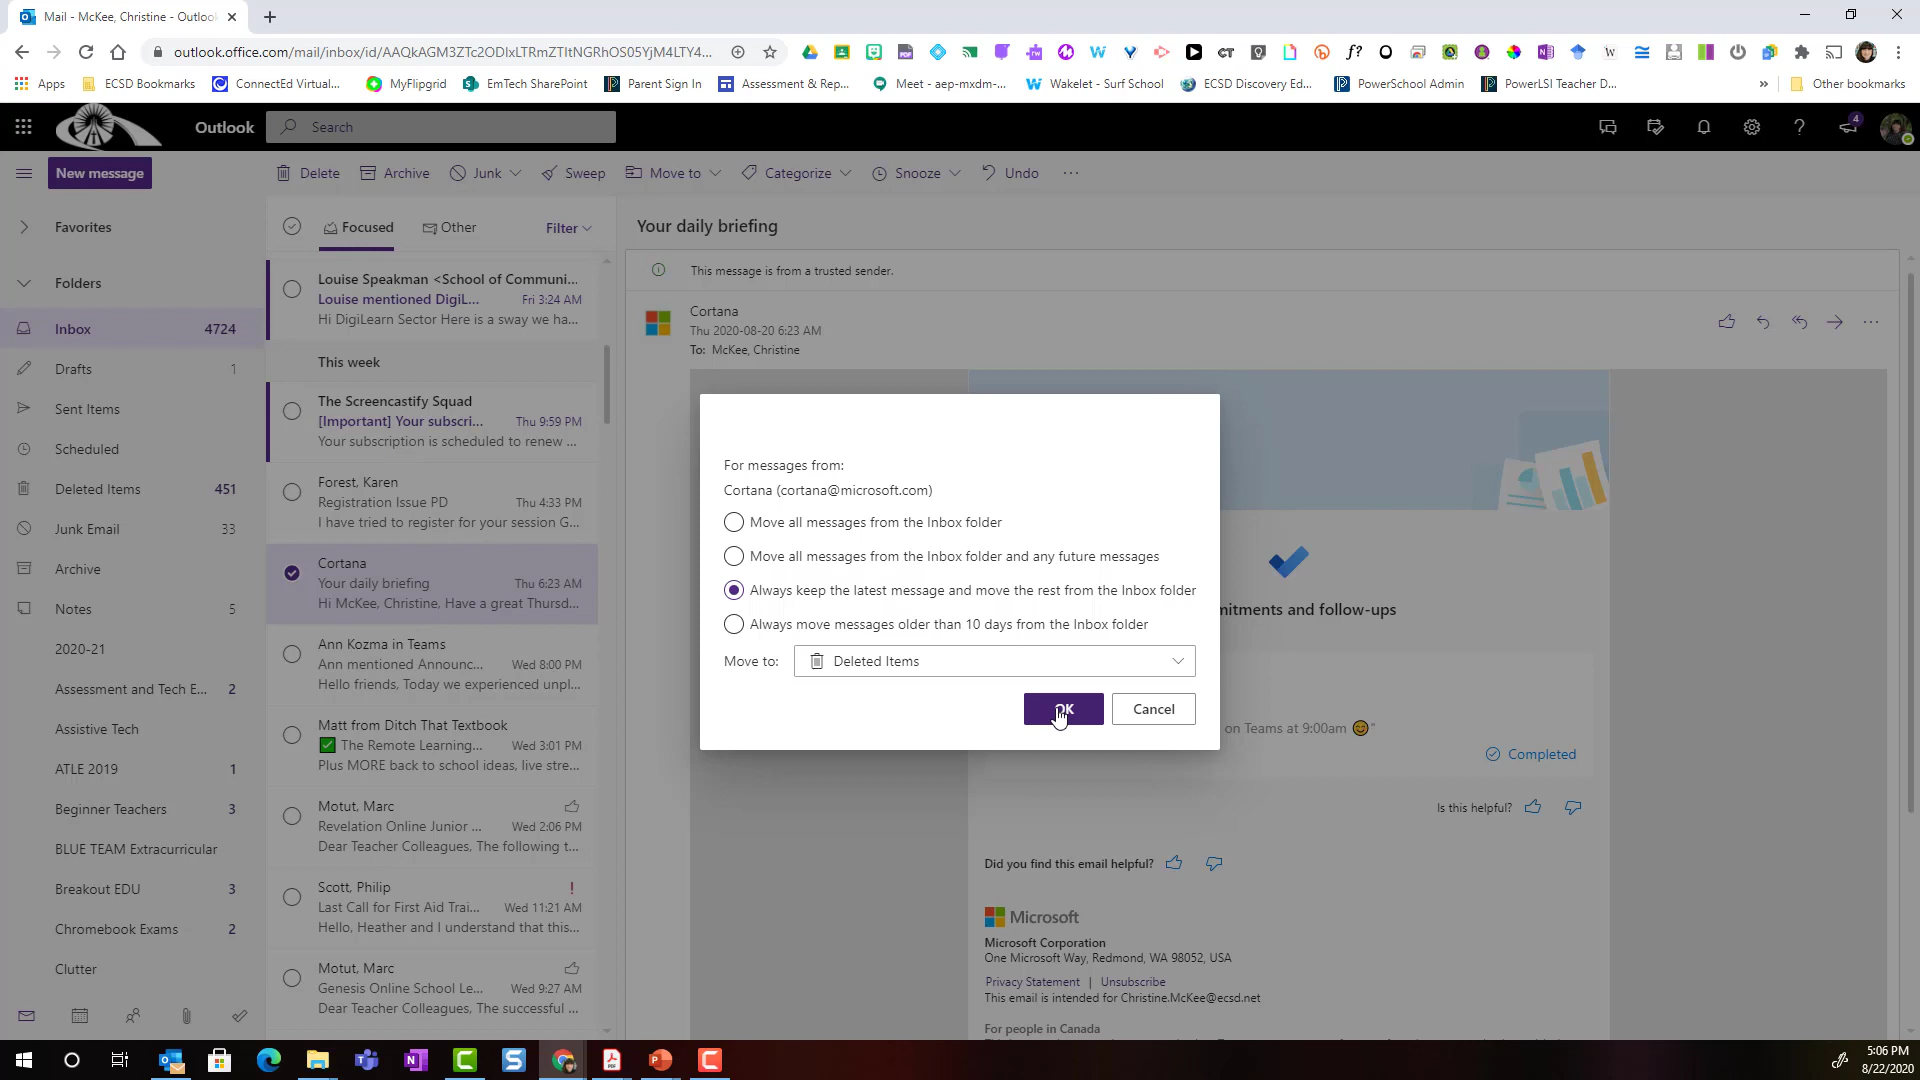 Mail - McKee, Christine - Outlook
outlook.office.com/mail/inbox/id/AAQkAGM3ZTc2ODIxLTRmZTItNGRhOS05YjM4LTY4...
Apps
ECSD Bookmarks
ConnectEd Virtual...
MyFlipgrid
EmTech SharePoint
Parent Sign In
Assessment & Rep...
Meet - aep-mxdm-...
Wakelet - Surf School
ECSD Discovery Ed...
PowerSchool Admin
PowerLSI Teacher D...
Other bookmarks
Outlook
Search
4
New message
Delete
Archive
Junk
Sweep
Move to
Categorize
Snooze
Undo
Favorites
Folders
Inbox 4724
Drafts 1
Sent Items
Scheduled
Deleted Items 451
Junk Email 33
Archive
Notes 5
2020-21
Assessment and Tech E... 2
Assistive Tech
ATLE 2019 1
Beginner Teachers 3
BLUE TEAM Extracurricular
Breakout EDU 3
Chromebook Exams 2
Clutter
Focused
Other
Filter
Louise Speakman <School of Communi...
Louise mentioned DigiL... Fri 3:24 AM
Hi DigiLearn Sector Here is a sway we ha...
This week
The Screencastify Squad
[Important] Your subscri... Thu 9:59 PM
Your subscription is scheduled to renew ...
Forest, Karen
Registration Issue PD Thu 4:33 PM
I have tried to register for your session G...
Cortana
Your daily briefing Thu 6:23 AM
Hi McKee, Christine, Have a great Thursd...
Ann Kozma in Teams
Ann mentioned Announc... Wed 8:00 PM
Hello friends, Today we experienced unpl...
Matt from Ditch That Textbook
✅ The Remote Learning... Wed 3:01 PM
Plus MORE back to school ideas, live stre...
Motut, Marc
Revelation Online Junior ... Wed 2:06 PM
Dear Teacher Colleagues, The following t...
Scott, Philip !
Last Call for First Aid Trai... Wed 11:21 AM
Hello, Heather and I understand that this...
Motut, Marc
Genesis Online School Le... Wed 9:27 AM
Dear Teacher Colleagues, The successful ...
Your daily briefing
This message is from a trusted sender.
Cortana
Thu 2020-08-20 6:23 AM
To: McKee, Christine
For messages from:
Cortana (cortana@microsoft.com)
Move all messages from the Inbox folder
Move all messages from the Inbox folder and any future messages
Always keep the latest message and move the rest from the Inbox folder
Always move messages older than 10 days from the Inbox folder
Move to: Deleted Items
OK
Cancel
mitments and follow-ups
on Teams at 9:00am 😊"
Completed
Is this helpful?
Did you find this email helpful?
Microsoft
Microsoft Corporation
One Microsoft Way, Redmond, WA 98052, USA
Privacy Statement | Unsubscribe
This email is intended for Christine.McKee@ecsd.net
For people in Canada
5:06 PM
8/22/2020